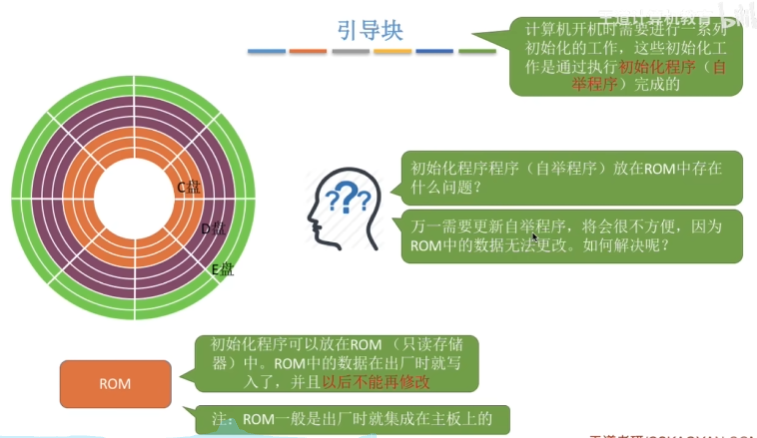 王道计算机教育
bilibili
引导块
计算机开机时需要进行一系列
初始化的工作，这些初始化工
作是通过执行初始化程序（自
举程序）完成的
C盘
D盘
E盘
???
初始化程序程序（自举程序）放在ROM中存在
什么问题？
万一需要更新自举程序，将会很不方便，因为
ROM中的数据无法更改。如何解决呢？
ROM
初始化程序可以放在ROM （只读存储
器）中。ROM中的数据在出厂时就写
入了，并且以后不能再修改
注：ROM一般是出厂时就集成在主板上的